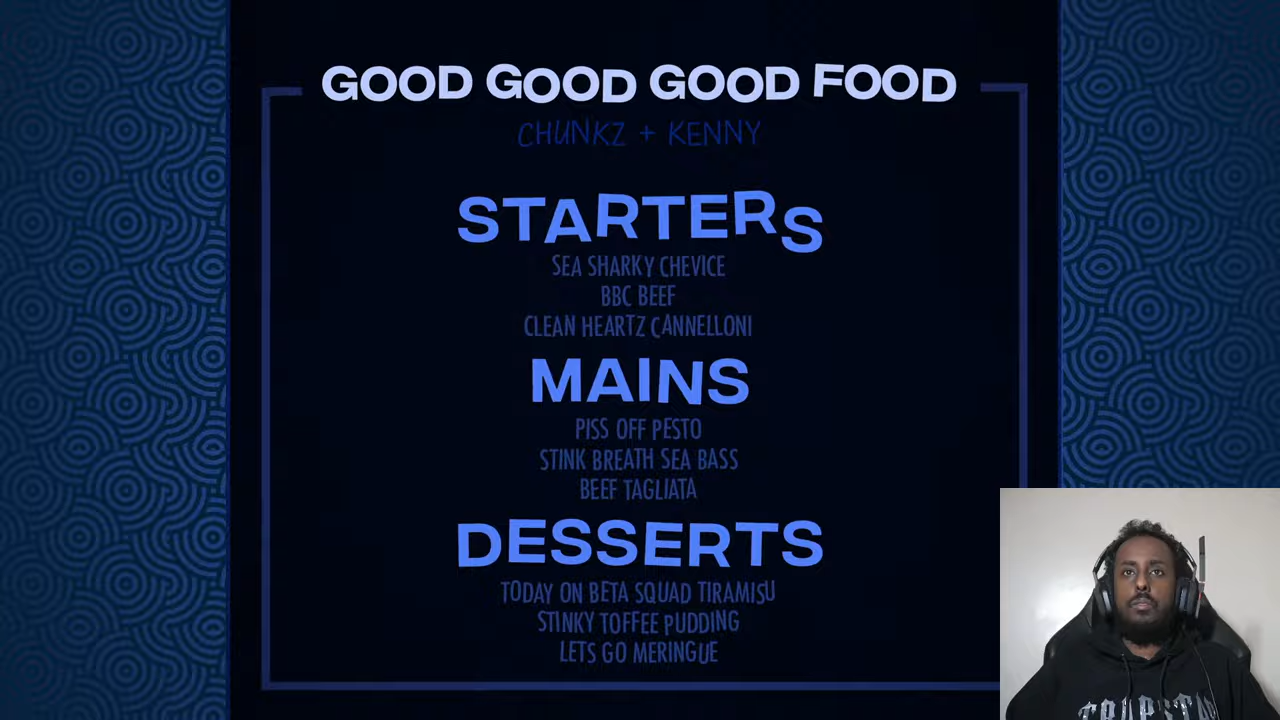 GOOD GOOD GOOD FOOD
CHUNKZ + KENNY
STARTERS
SEA SHARKY CHEVICE
BBC BEEF
CLEAN HEARTZ CANNELLONI
MAINS
PISS OFF PESTO
STINK BREATH SEA BASS
BEEF TAGLIATA
DESSERTS
TODAY ON BETA SQUAD TIRAMISU
STINKY TOFFEE PUDDING
LETS GO MERINGUE